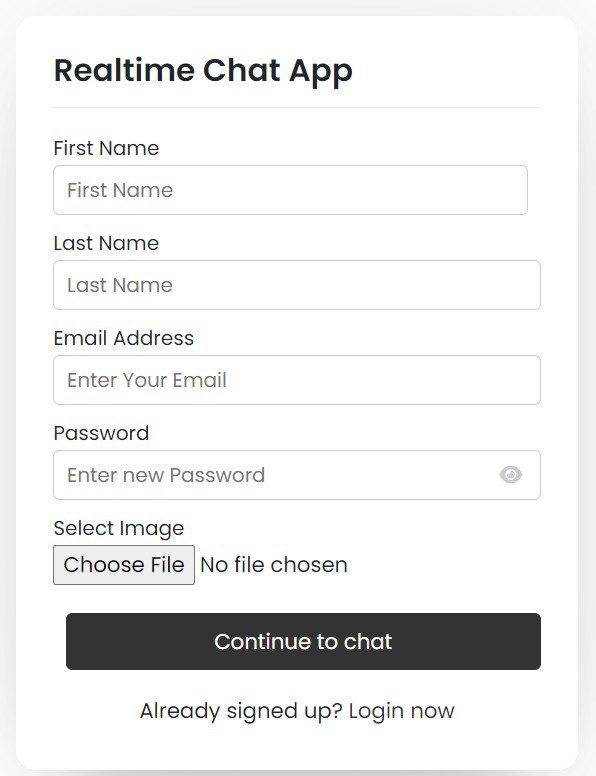 Realtime Chat App
First Name
First Name
Last Name
Last Name
Email Address
Enter Your Email
Password
Enter new Password
Select Image
Choose File No file chosen
Continue to chat
Already signed up? Login now